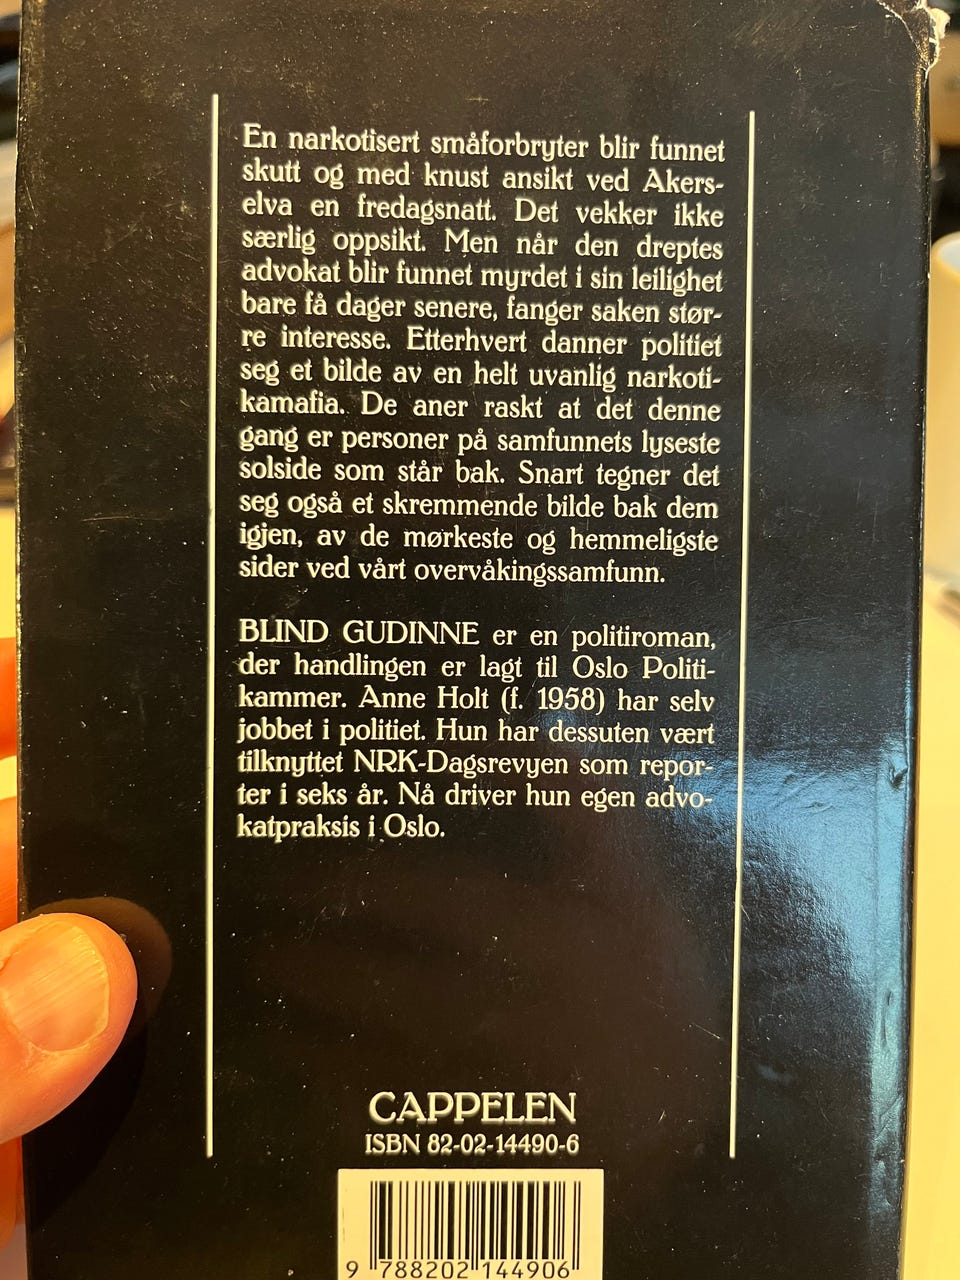 En narkotisert småforbryter blir funnet
skutt og med knust ansikt ved Akers-
elva en fredagsnatt. Det vekker ikke
særlig oppsikt. Men når den dreptes
advokat blir funnet myrdet i sin leilighet
bare få dager senere, fanger saken stør-
re interesse. Etterhvert danner politiet
seg et bilde av en helt uvanlig narkoti-
kamafia. De aner raskt at det denne
gang er personer på samfunnets lyseste
solside som står bak. Snart tegner det
seg også et skremmende bilde bak dem
igjen, av de mørkeste og hemmeligste
sider ved vårt overvåkingssamfunn.
BLIND GUDINNE er en politiroman,
der handlingen er lagt til Oslo Politi-
kammer. Anne Holt (f. 1958) har selv
jobbet i politiet. Hun har dessuten vært
tilknyttet NRK-Dagsrevyen som repor-
ter i seks år. Nå driver hun egen advo-
katpraksis i Oslo.
CAPPELEN
ISBN 82-02-14490-6
9 788202 144906